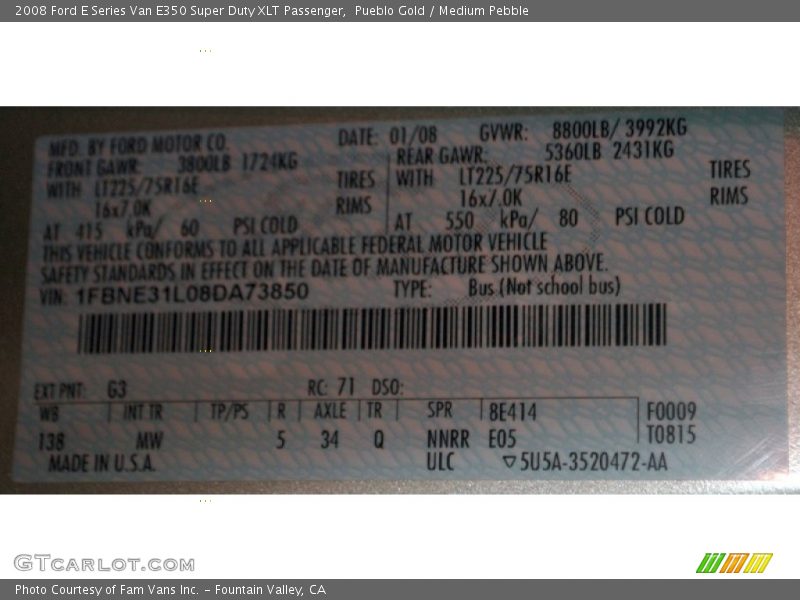 2008 Ford E Series Van E350 Super Duty XLT Passenger,  Pueblo Gold / Medium Pebble
MFD. BY FORD MOTOR CO. DATE: 01/08 GVWR: 8800LB/ 3992KG
FRONT GAWR: 3800LB 1724KG REAR GAWR: 5360LB 2431KG
WITH LT225/75R16E TIRES WITH LT225/75R16E TIRES
16x7.0K RIMS 16x7.0K RIMS
AT 415 kPa/ 60 PSI COLD AT 550 kPa/ 80 PSI COLD
THIS VEHICLE CONFORMS TO ALL APPLICABLE FEDERAL MOTOR VEHICLE
SAFETY STANDARDS IN EFFECT ON THE DATE OF MANUFACTURE SHOWN ABOVE.
VIN: 1FBNE31L08DA73850 TYPE: Bus (Not school bus)
EXT PNT: G3 RC: 71 DSO:
WB INT TR TP/PS R AXLE TR SPR 8E414 F0009
138 MW 5 34 Q NNRR E05 T0815
MADE IN U.S.A. ULC ▽5U5A-3520472-AA
GTCARLOT.COM
Photo Courtesy of Fam Vans Inc. - Fountain Valley, CA